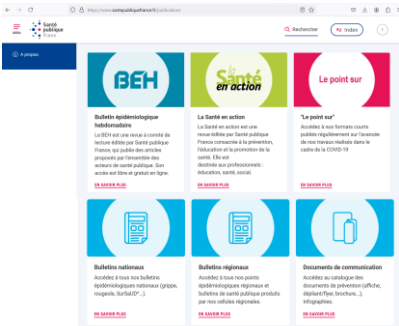 https://www.santepubliquefrance.fr/publications
MENU
Santé
publique
France
Rechercher
Index
A propos
BEH
Santé
en action
Le point sur
Bulletin épidémiologique
hebdomadaire
Le BEH est une revue à comité de
lecture éditée par Santé publique
France, qui publie des articles
proposés par l'ensemble des
acteurs de santé publique. Son
accès est libre et gratuit en ligne.
EN SAVOIR PLUS
La Santé en action
La Santé en action est une
revue éditée par Santé publique
France consacrée à la prévention,
l'éducation et la promotion de la
santé. Elle est
destinée aux professionnels :
éducation, santé, social.
EN SAVOIR PLUS
"Le point sur"
Accédez à nos formats courts
publiés régulièrement sur l'avancée
de nos travaux réalisés dans le
cadre de la COVID-19
EN SAVOIR PLUS
Bulletins nationaux
Accédez à tous nos bulletins
épidémiologiques nationaux (grippe,
rougeole, SurSaUD®...).
EN SAVOIR PLUS
Bulletins régionaux
Accédez à tous nos points
épidémiologiques régionaux et
bulletins de santé publique produits
par nos cellules régionales.
EN SAVOIR PLUS
Documents de communication
Accédez au catalogue des
documents de prévention (affiche,
dépliant/flyer, brochure…),
infographies.
EN SAVOIR PLUS